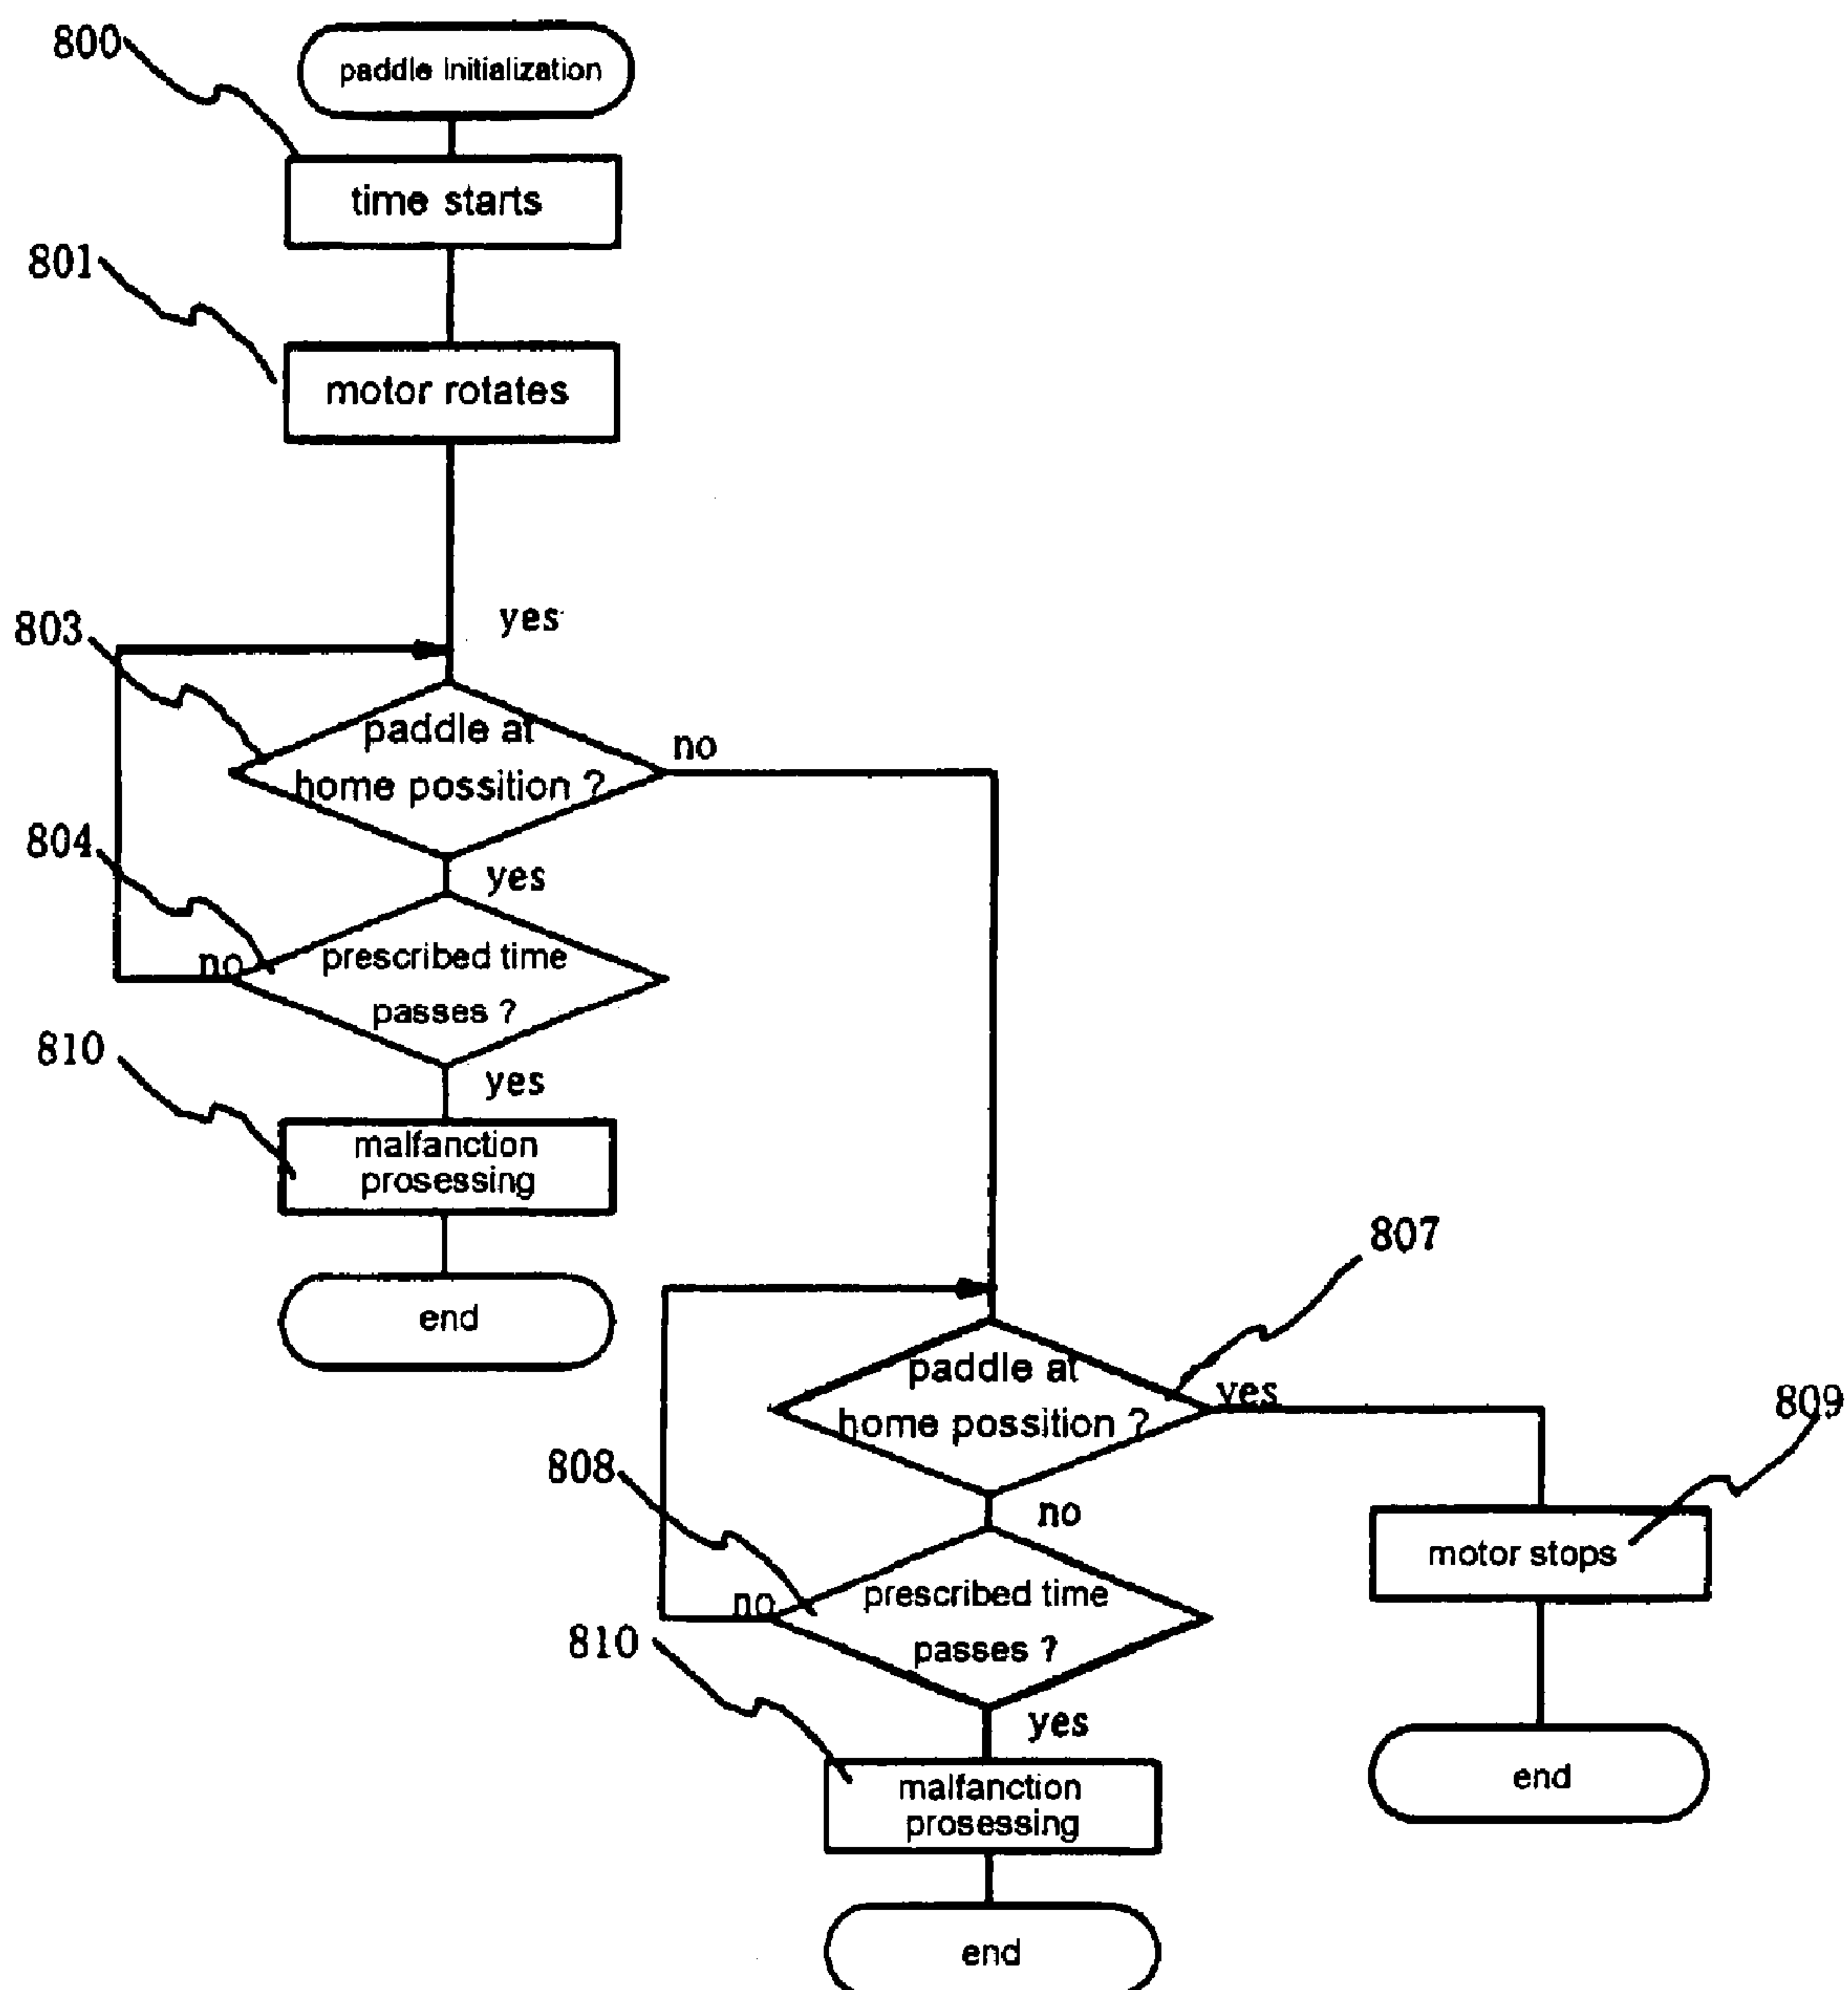 800
paddle initialization
time starts
801
motor rotates
yes
803
paddle at
home possition ?
no
804
yes
no
prescribed time
passes ?
810
yes
malfanction
prosessing
end
807
paddle at
home possition ?
yes
809
808
no
motor stops
no
prescribed time
passes ?
810
yes
malfanction
prosessing
end
end